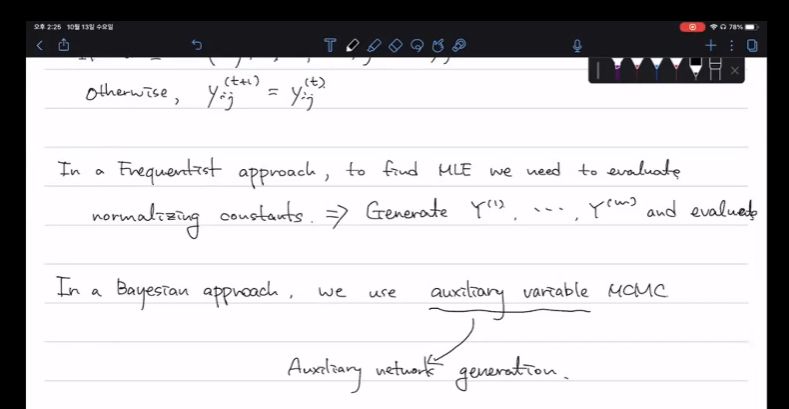 오후 2:25 10월 13일 수요일
78%
otherwise, Yij^(t+1) = Yij^(t)
In a Frequentist approach, to find MLE we need to evaluate
normalizing constants. ⇒ Generate Y^(1), ..., Y^(m) and evaluate
In a Bayesian approach, we use auxiliary variable MCMC
Auxiliary network generation.